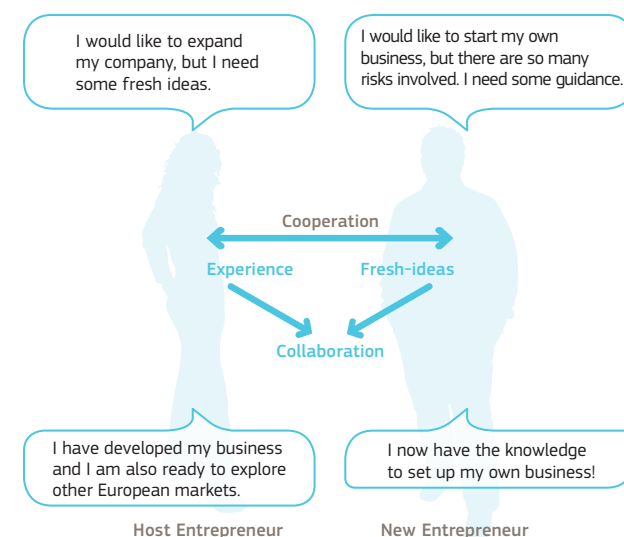 I would like to expand
my company, but I need
some fresh ideas.
I would like to start my own
business, but there are so many
risks involved. I need some guidance.
Cooperation
Experience
Fresh-ideas
Collaboration
I have developed my business
and I am also ready to explore
other European markets.
I now have the knowledge
to set up my own business!
Host Entrepreneur
New Entrepreneur